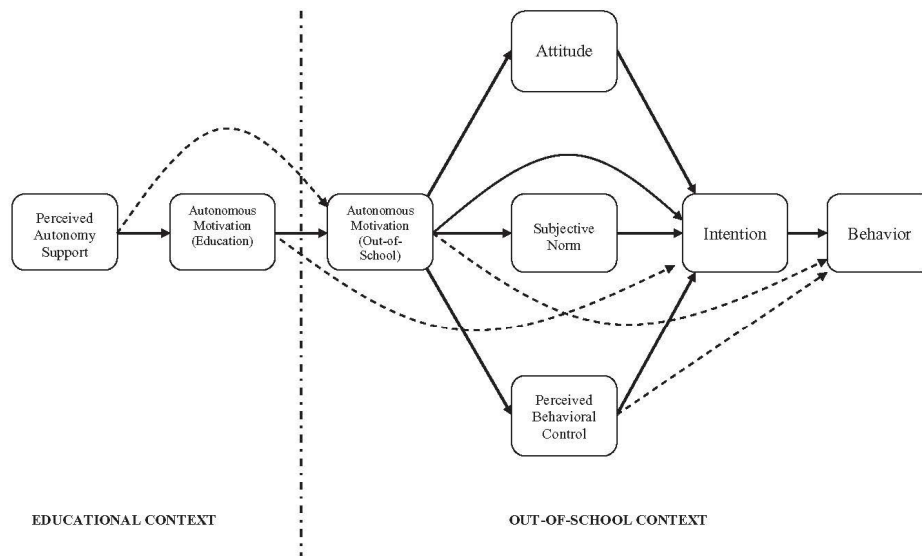 Attitude
Perceived
Autonomy
Support
Autonomous
Motivation
(Education)
Autonomous
Motivation
(Out-of-
School)
Subjective
Norm
Intention
Behavior
Perceived
Behavioral
Control
EDUCATIONAL CONTEXT
OUT-OF-SCHOOL CONTEXT